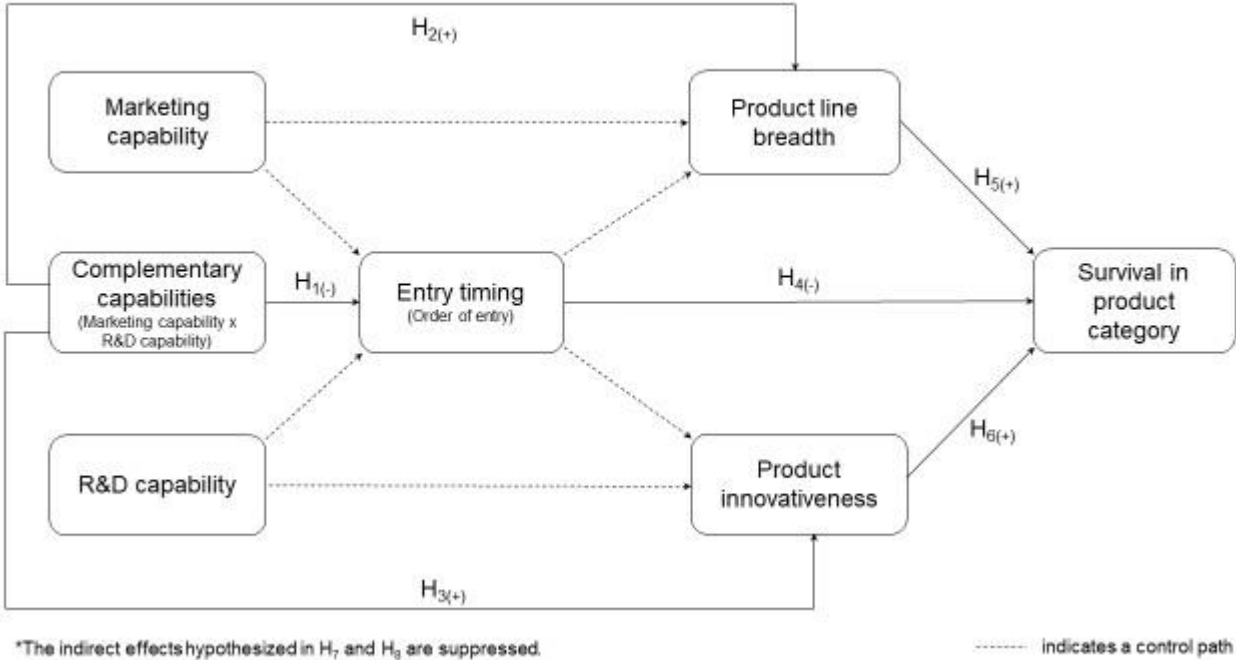 H2(+)
Marketing
capability
Product line
breadth
H5(+)
Complementary
capabilities
(Marketing capability x
R&D capability)
H1(-)
Entry timing
(Order of entry)
H4(-)
Survival in
product
category
H6(+)
R&D capability
Product
innovativeness
H3(+)
*The indirect effects hypothesized in H7 and H8 are suppressed.
indicates a control path